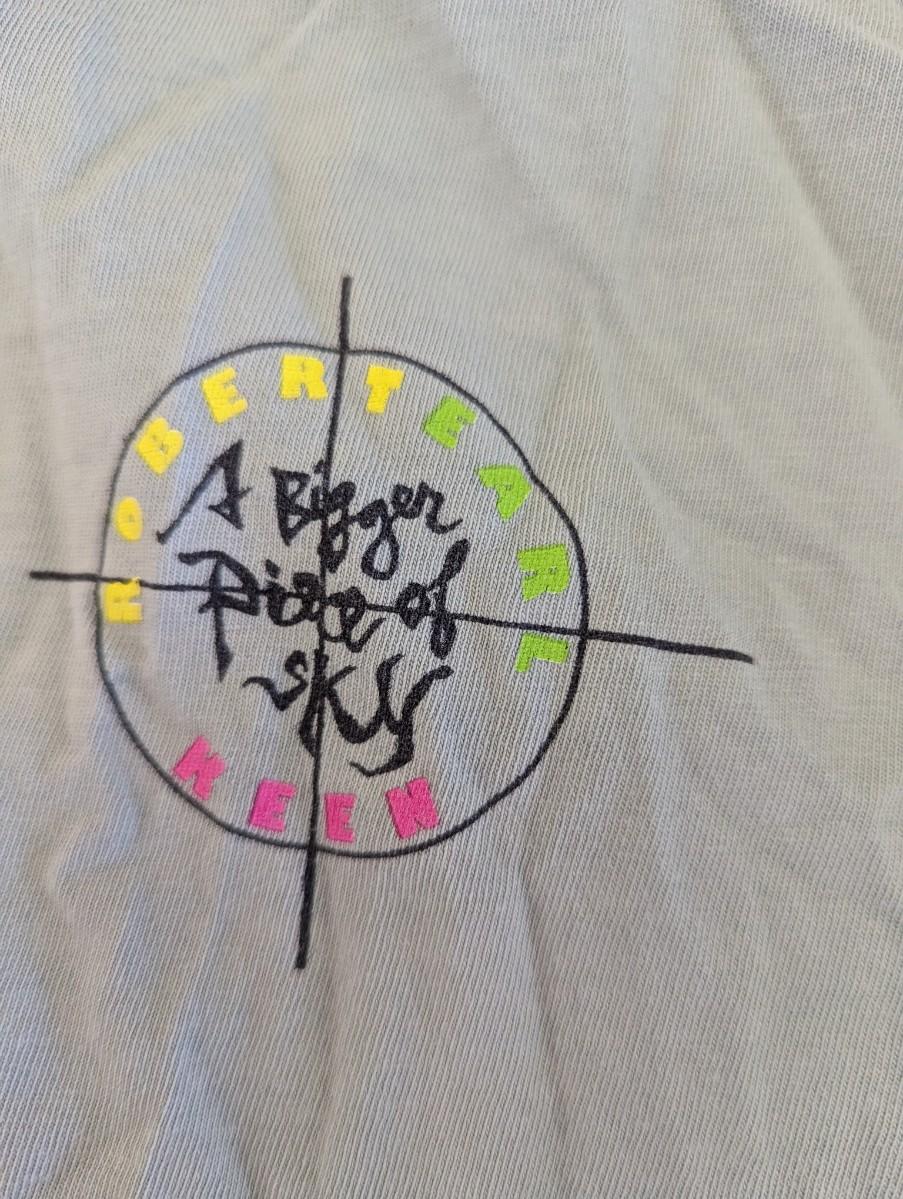 ROBERT EARL
A Bigger
Piece of
sky
KEEN